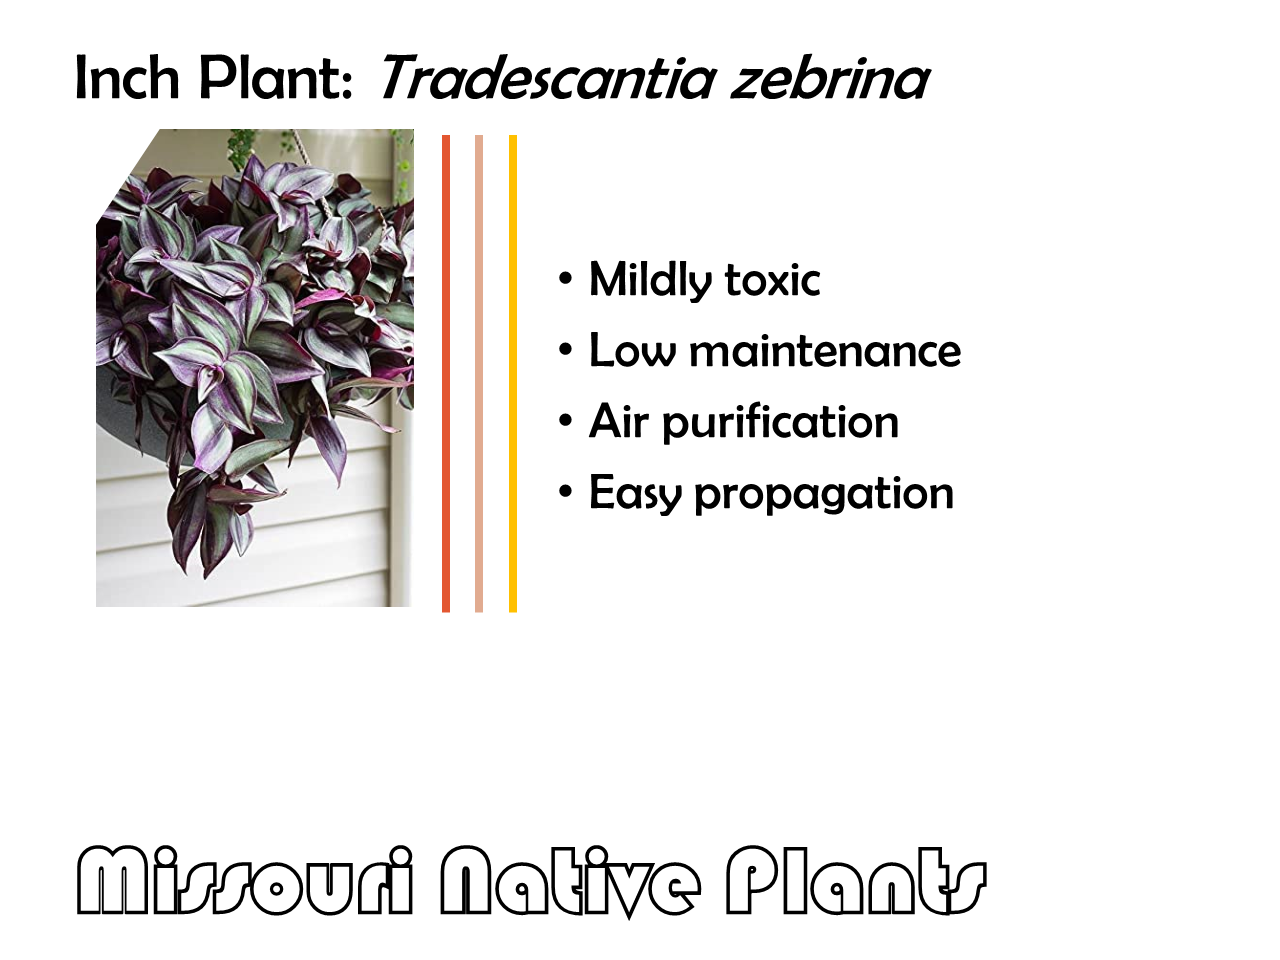 Inch Plant: Tradescantia zebrina
• Mildly toxic
• Low maintenance
• Air purification
• Easy propagation
Missouri Native Plants